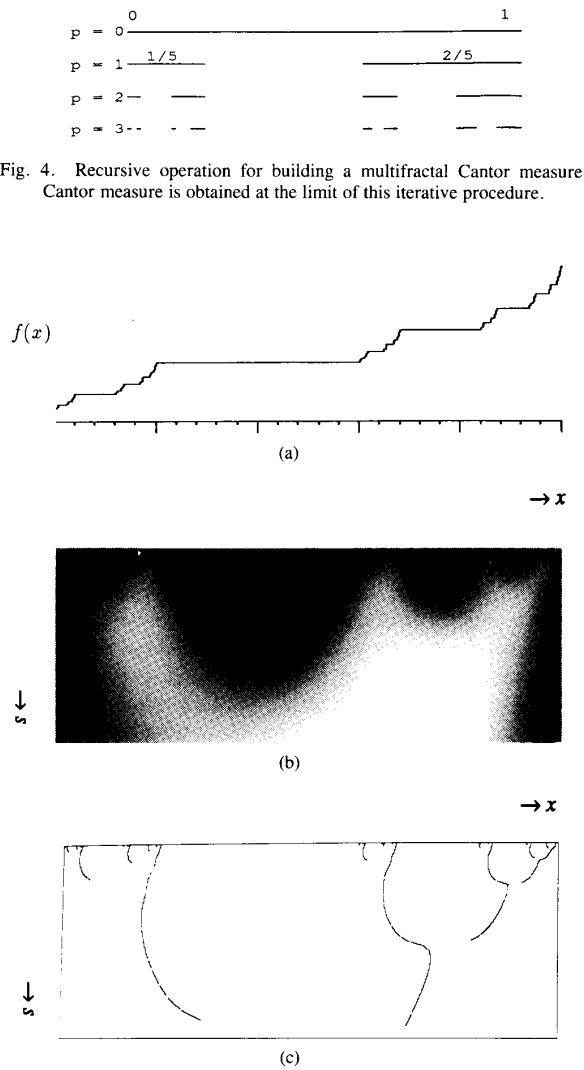 0 1
p = 0
p = 1 1/5 2/5
p = 2
p = 3
Fig. 4. Recursive operation for building a multifractal Cantor measure
Cantor measure is obtained at the limit of this iterative procedure.
f(x)
(a)
→ x
s →
(b)
→ x
s →
(c)